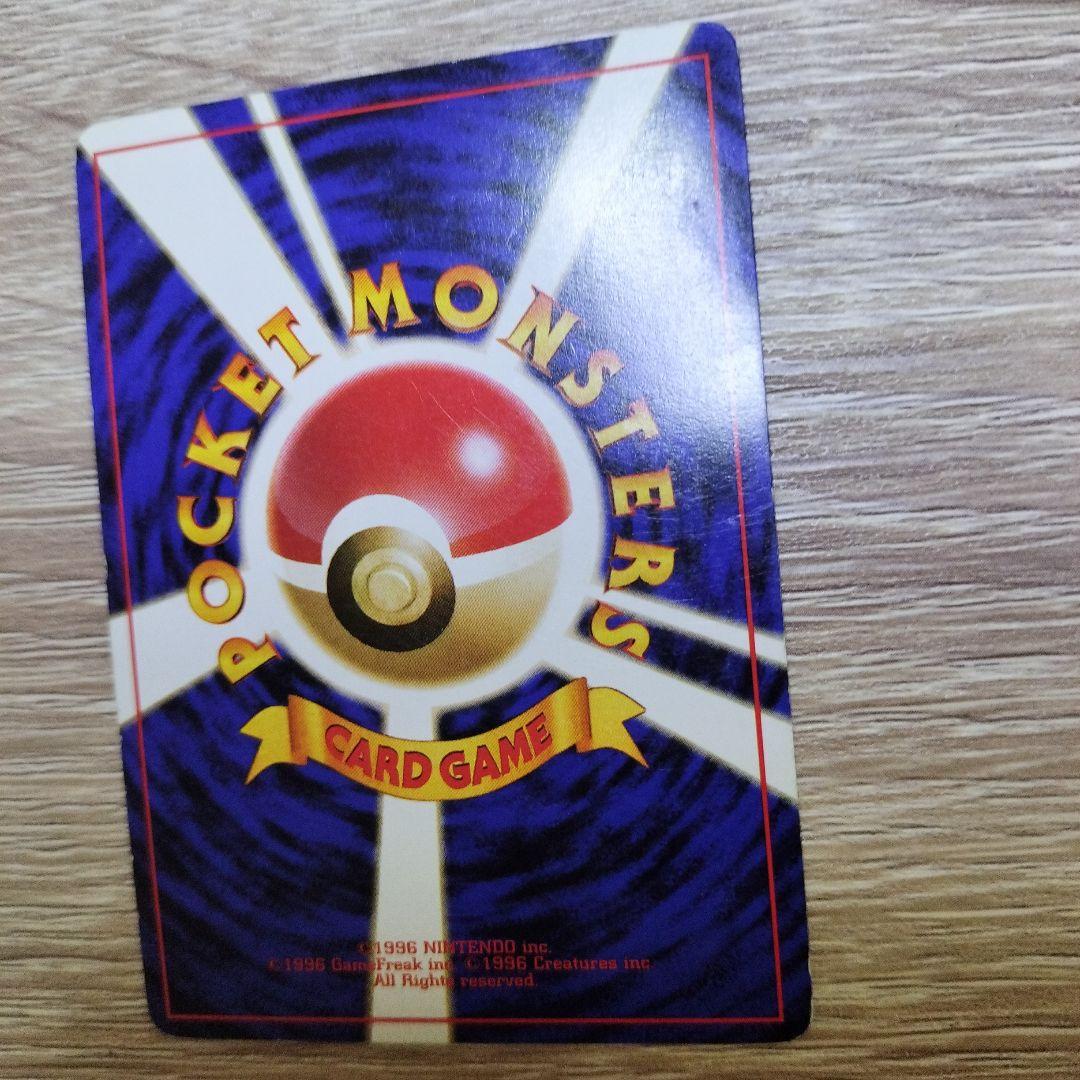 POCKET MONSTERS
CARD GAME
©1996 NINTENDO inc.
©1996 GameFreak inc. ©1996 Creatures inc.
All Rights reserved.